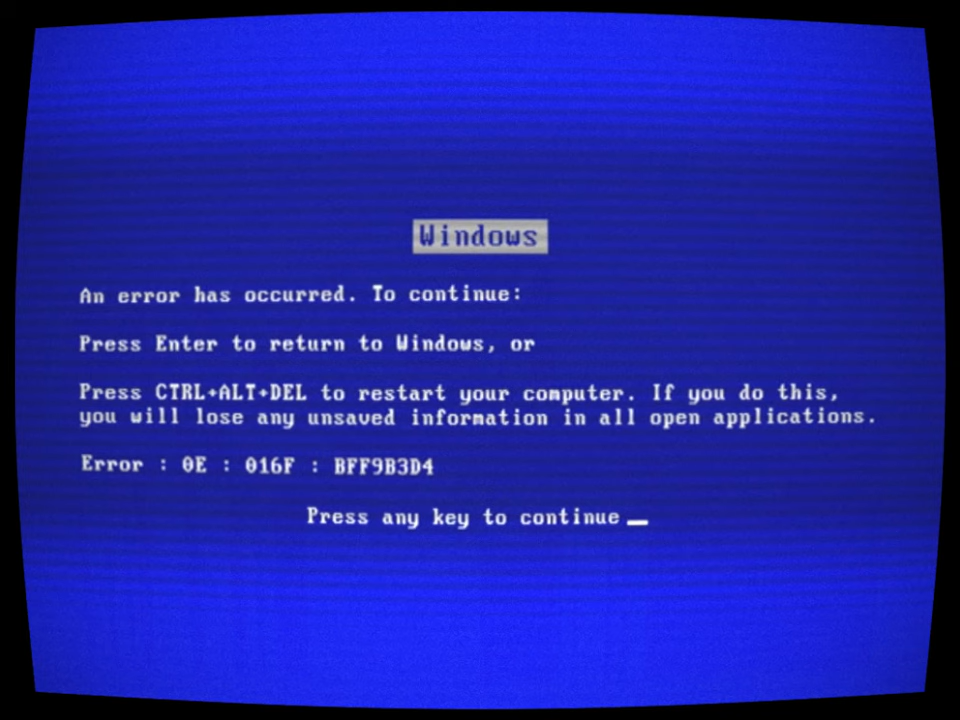 Windows
An error has occurred. To continue:
Press Enter to return to Windows, or
Press CTRL+ALT+DEL to restart your computer. If you do this,
you will lose any unsaved information in all open applications.
Error : 0E : 016F : BFF9B3D4
Press any key to continue _